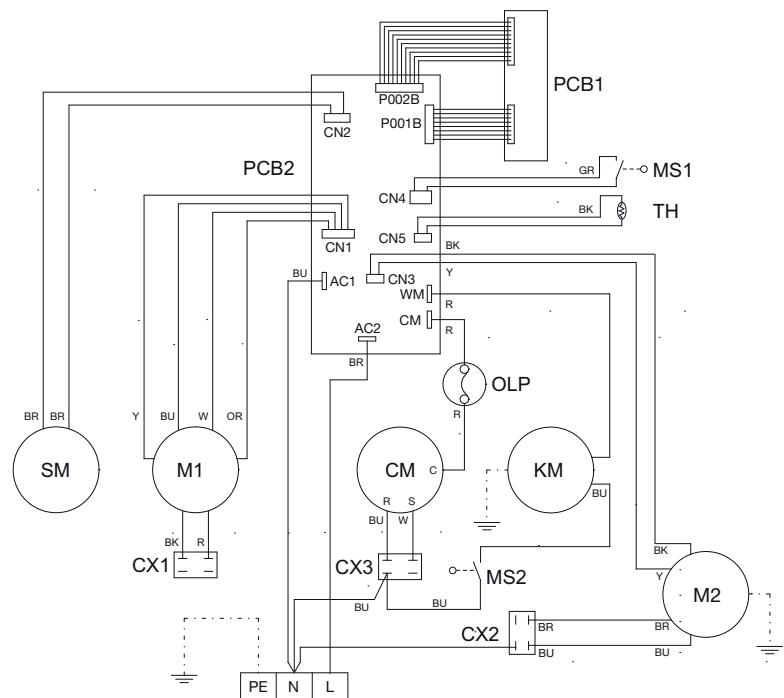 P002B
PCB1
P001B
CN2
PCB2
GR
MS1
CN4
BK
TH
CN5
CN1
BK
BU
AC1
CN3
Y
WM
R
CM
R
AC2
BR
OLP
BR
BR
Y
BU
W
OR
R
SM
M1
CM
C
KM
R
S
BU
BU
W
BK
R
BK
CX1
CX3
MS2
Y
M2
BU
BU
CX2
BR
BR
BU
BU
PE
N
L